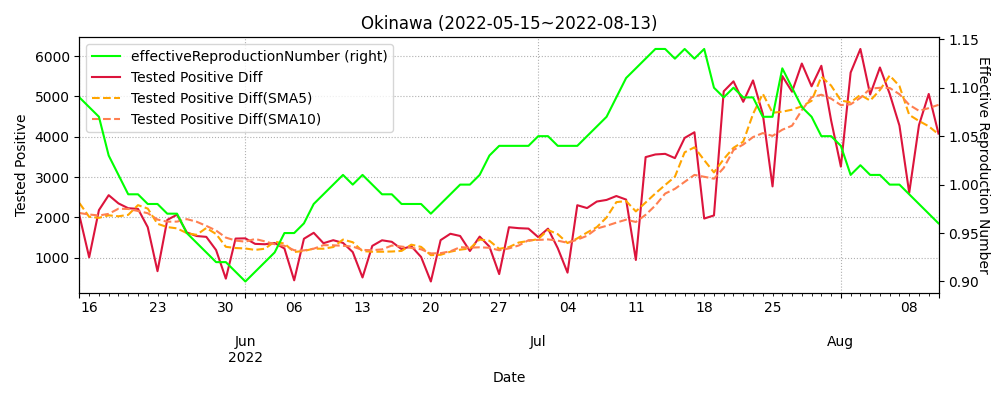 Okinawa (2022-05-15~2022-08-13)
effectiveReproductionNumber (right)
Tested Positive Diff
Tested Positive Diff(SMA5)
Tested Positive Diff(SMA10)
Tested Positive
6000
5000
4000
3000
2000
1000
Effective Reproduction Number
1.15
1.10
1.05
1.00
0.95
0.90
16 23 30 06 13 20 27 04 11 18 25 08
Jun Jul Aug
2022
Date